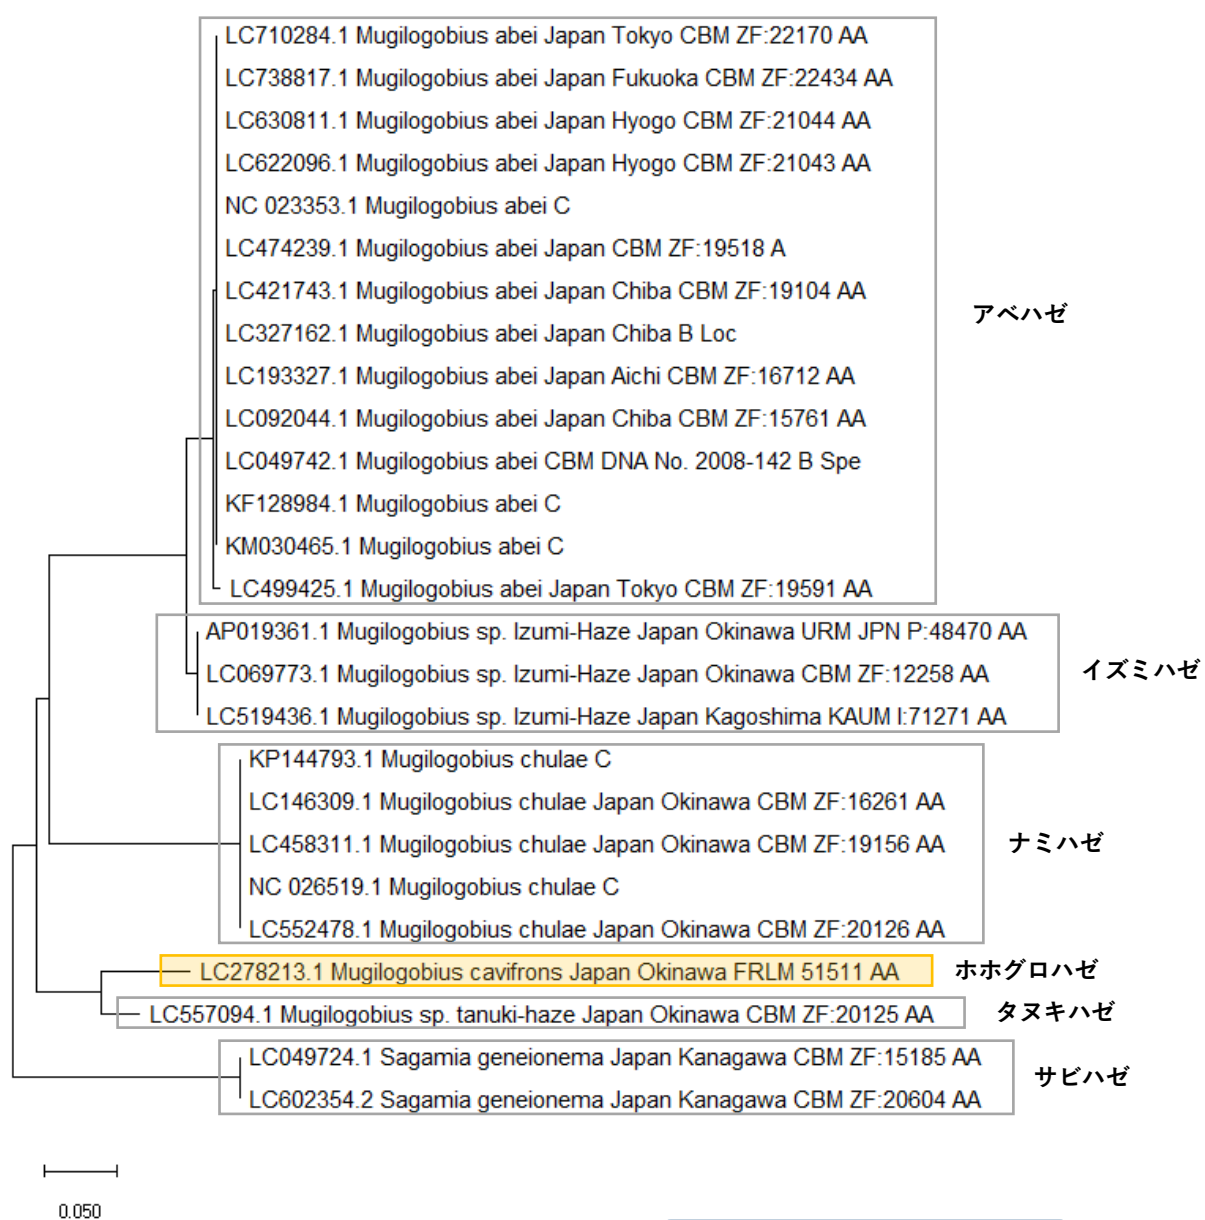 LC710284.1 Mugilogobius abei Japan Tokyo CBM ZF:22170 AA
LC738817.1 Mugilogobius abei Japan Fukuoka CBM ZF:22434 AA
LC630811.1 Mugilogobius abei Japan Hyogo CBM ZF:21044 AA
LC622096.1 Mugilogobius abei Japan Hyogo CBM ZF:21043 AA
NC 023353.1 Mugilogobius abei C
LC474239.1 Mugilogobius abei Japan CBM ZF:19518 A
LC421743.1 Mugilogobius abei Japan Chiba CBM ZF:19104 AA
アベハゼ
LC327162.1 Mugilogobius abei Japan Chiba B Loc
LC193327.1 Mugilogobius abei Japan Aichi CBM ZF:16712 AA
LC092044.1 Mugilogobius abei Japan Chiba CBM ZF:15761 AA
LC049742.1 Mugilogobius abei CBM DNA No. 2008-142 B Spe
KF128984.1 Mugilogobius abei C
KM030465.1 Mugilogobius abei C
LC499425.1 Mugilogobius abei Japan Tokyo CBM ZF:19591 AA
AP019361.1 Mugilogobius sp. Izumi-Haze Japan Okinawa URM JPN P:48470 AA
LC069773.1 Mugilogobius sp. Izumi-Haze Japan Okinawa CBM ZF:12258 AA
イズミハゼ
LC519436.1 Mugilogobius sp. Izumi-Haze Japan Kagoshima KAUM I:71271 AA
KP144793.1 Mugilogobius chulae C
LC146309.1 Mugilogobius chulae Japan Okinawa CBM ZF:16261 AA
LC458311.1 Mugilogobius chulae Japan Okinawa CBM ZF:19156 AA
ナミハゼ
NC 026519.1 Mugilogobius chulae C
LC552478.1 Mugilogobius chulae Japan Okinawa CBM ZF:20126 AA
LC278213.1 Mugilogobius cavifrons Japan Okinawa FRLM 51511 AA
ホホグロハゼ
LC557094.1 Mugilogobius sp. tanuki-haze Japan Okinawa CBM ZF:20125 AA
タヌキハゼ
LC049724.1 Sagamia geneionema Japan Kanagawa CBM ZF:15185 AA
サビハゼ
LC602354.2 Sagamia geneionema Japan Kanagawa CBM ZF:20604 AA
0.050